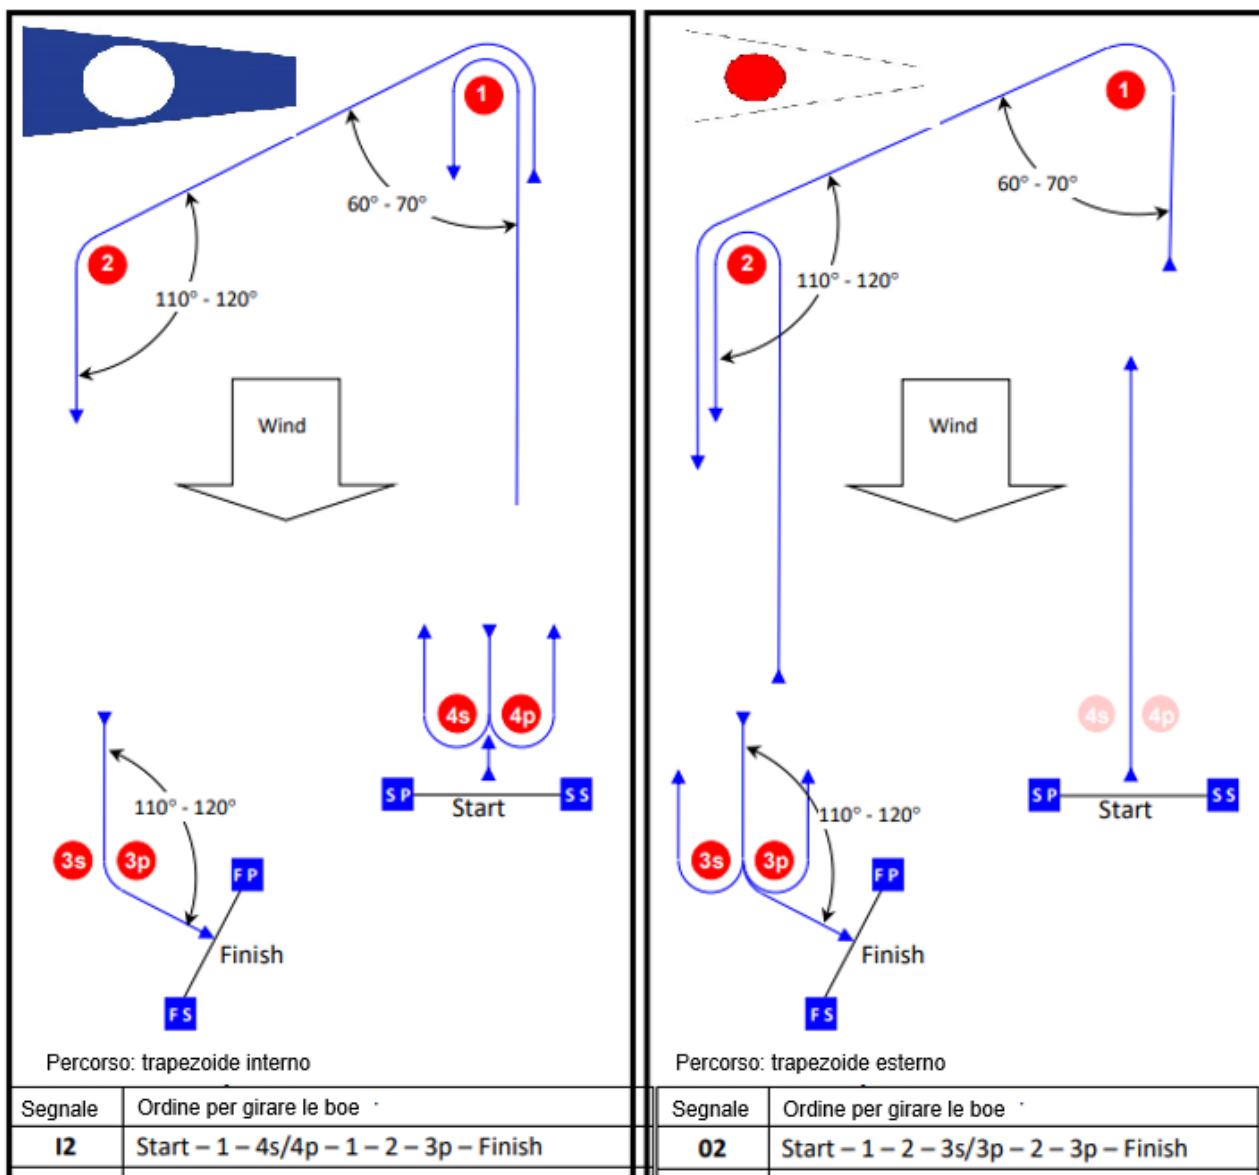 1
60° - 70°
2
110° - 120°
Wind
4s 4p
S P S S
Start
110° - 120°
3s 3p
F P
Finish
F S
Percorso: trapezoide interno
Segnale Ordine per girare le boe
I2 Start – 1 – 4s/4p – 1 – 2 – 3p – Finish
1
60° - 70°
2
110° - 120°
Wind
4s 4p
S P S S
Start
110° - 120°
3s 3p
F P
Finish
F S
Percorso: trapezoide esterno
Segnale Ordine per girare le boe
02 Start – 1 – 2 – 3s/3p – 2 – 3p – Finish